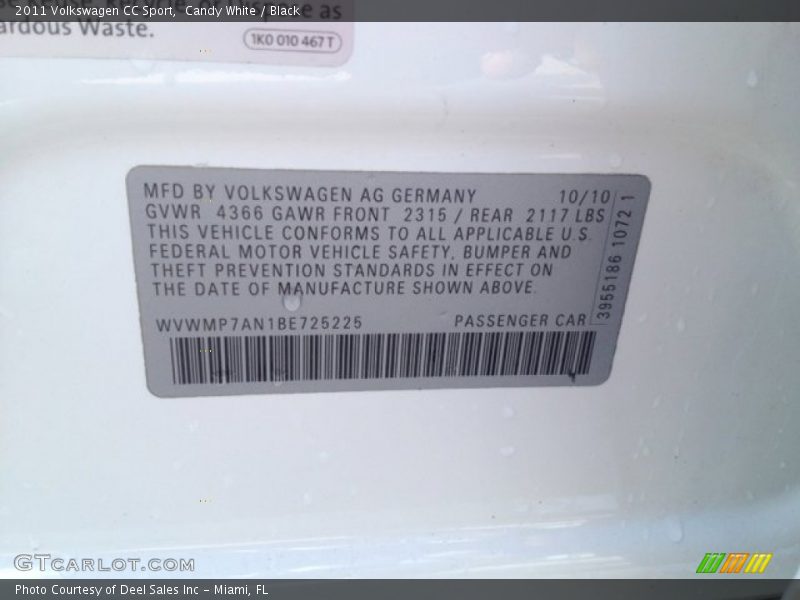 2011 Volkswagen CC Sport, Candy White / Black
ardous Waste.
1K0 010 467 T
MFD BY VOLKSWAGEN AG GERMANY 10/10
GVWR 4366 GAWR FRONT 2315 / REAR 2117 LBS
THIS VEHICLE CONFORMS TO ALL APPLICABLE U.S.
FEDERAL MOTOR VEHICLE SAFETY, BUMPER AND
THEFT PREVENTION STANDARDS IN EFFECT ON
THE DATE OF MANUFACTURE SHOWN ABOVE.
WVWMP7AN1BE725225 PASSENGER CAR
3955186 1072 1
GTCARLOT.COM
Photo Courtesy of Deel Sales Inc - Miami, FL